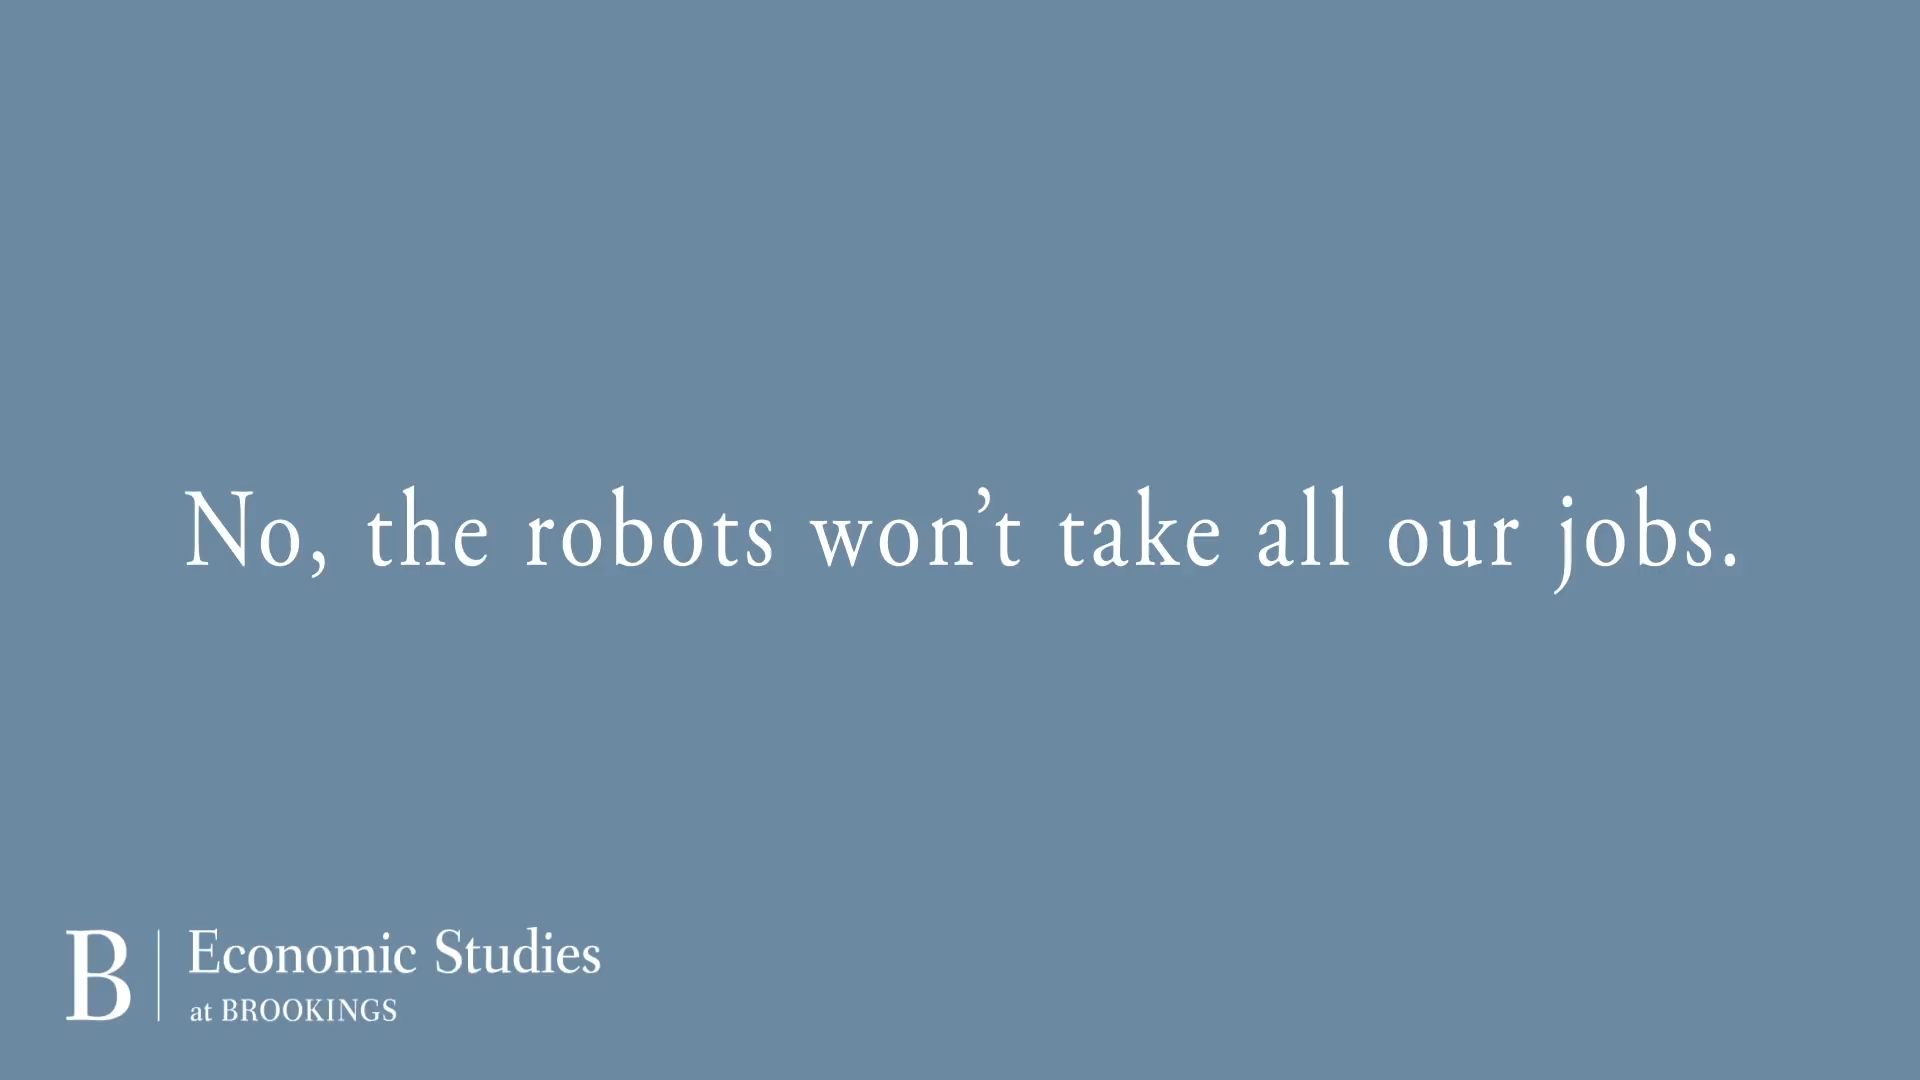 No, the robots won’t take all our jobs.
B
Economic Studies
at BROOKINGS